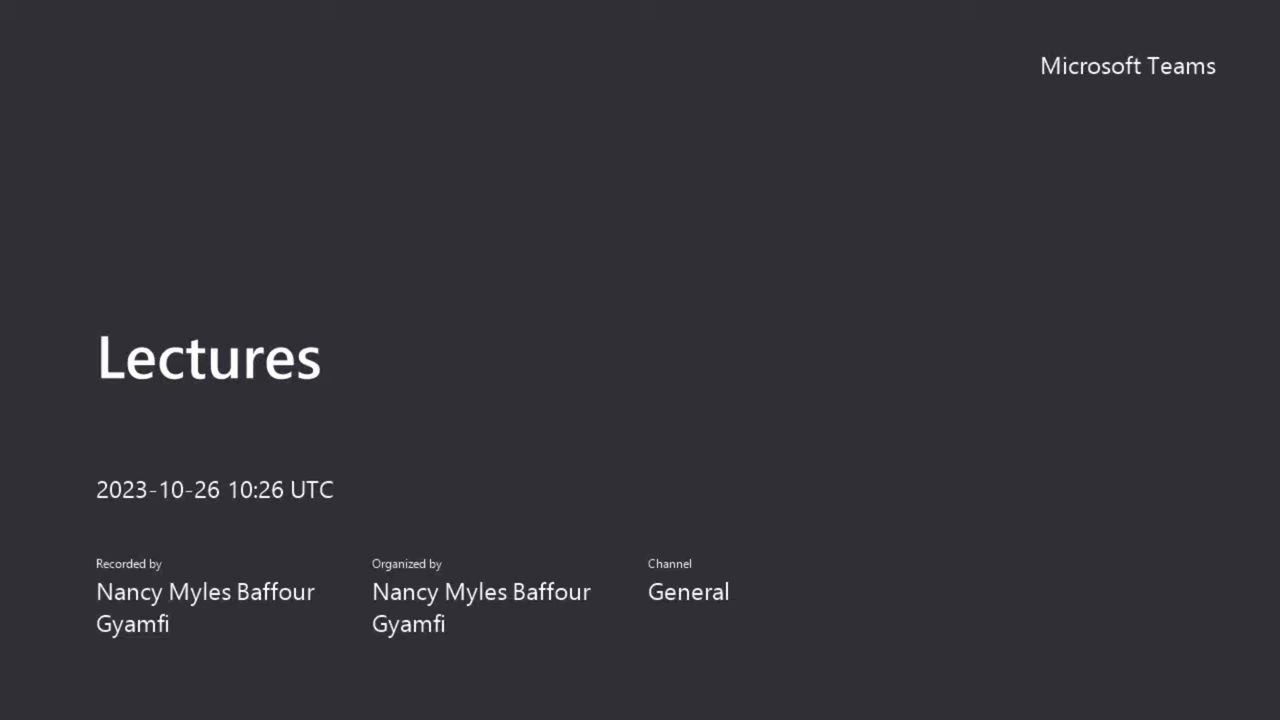 Microsoft Teams
Lectures
2023-10-26 10:26 UTC
Recorded by
Nancy Myles Baffour
Gyamfi
Organized by
Nancy Myles Baffour
Gyamfi
Channel
General